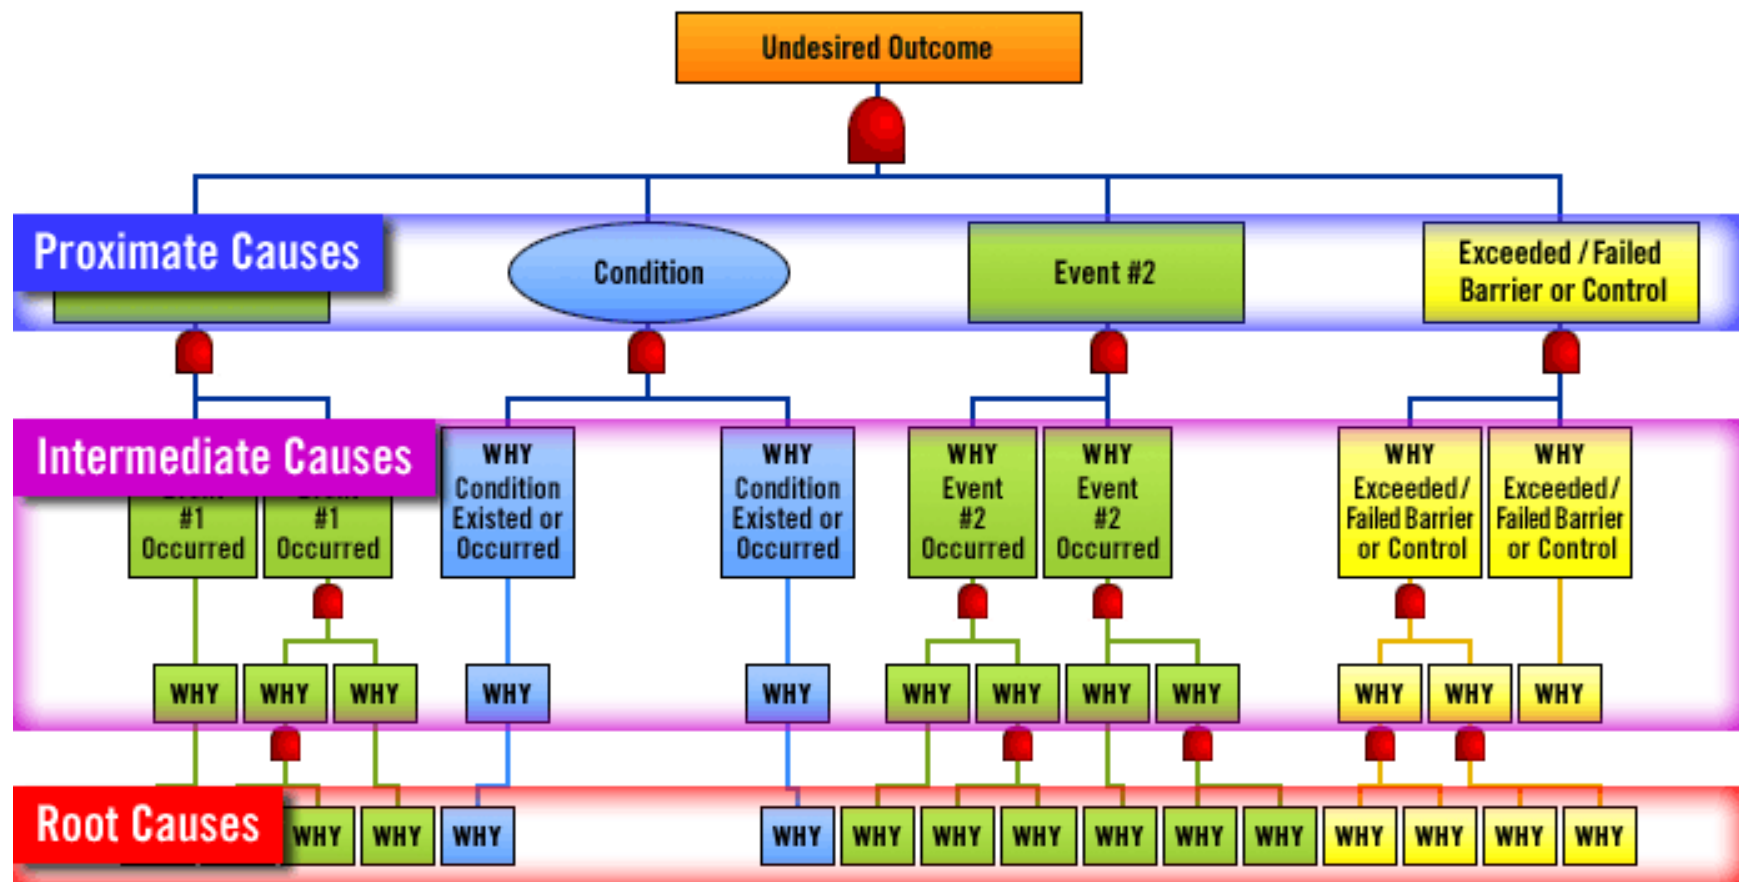 Undesired Outcome
Proximate Causes
Condition
Event #2
Exceeded / Failed
Barrier or Control
Intermediate Causes
#1
Occurred
#1
Occurred
WHY
Condition
Existed or
Occurred
WHY
Condition
Existed or
Occurred
WHY
Event
#2
Occurred
WHY
Event
#2
Occurred
WHY
Exceeded /
Failed Barrier
or Control
WHY
Exceeded /
Failed Barrier
or Control
WHY
WHY
WHY
WHY
WHY
WHY
WHY
WHY
WHY
WHY
WHY
WHY
Root Causes
WHY
WHY
WHY
WHY
WHY
WHY
WHY
WHY
WHY
WHY
WHY
WHY
WHY
WHY